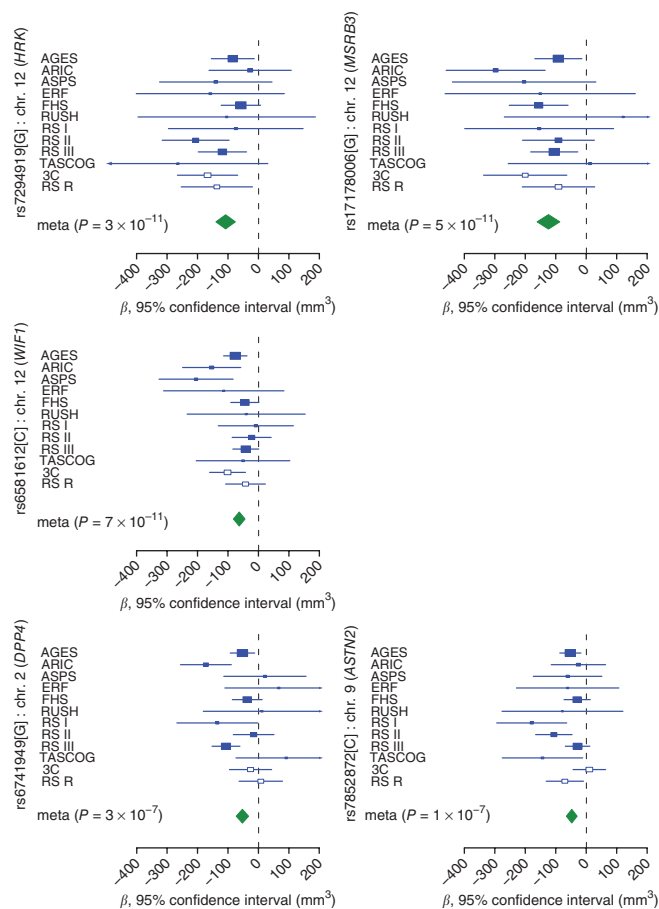 rs7294919[G] : chr. 12 (HRK)
AGES
ARIC
ASPS
ERF
FHS
RUSH
RS I
RS II
RS III
TASCOG
3C
RS R
meta (P = 3 × 10⁻¹¹)
–400 –300 –200 –100 0 100 200
β, 95% confidence interval (mm³)
rs17178006[G] : chr. 12 (MSRB3)
AGES
ARIC
ASPS
ERF
FHS
RUSH
RS I
RS II
RS III
TASCOG
3C
RS R
meta (P = 5 × 10⁻¹¹)
–400 –300 –200 –100 0 100 200
β, 95% confidence interval (mm³)
rs6581612[C] : chr. 12 (WIF1)
AGES
ARIC
ASPS
ERF
FHS
RUSH
RS I
RS II
RS III
TASCOG
3C
RS R
meta (P = 7 × 10⁻¹¹)
–400 –300 –200 –100 0 100 200
β, 95% confidence interval (mm³)
rs6741949[G] : chr. 2 (DPP4)
AGES
ARIC
ASPS
ERF
FHS
RUSH
RS I
RS II
RS III
TASCOG
3C
RS R
meta (P = 3 × 10⁻⁷)
–400 –300 –200 –100 0 100 200
β, 95% confidence interval (mm³)
rs7852872[C] : chr. 9 (ASTN2)
AGES
ARIC
ASPS
ERF
FHS
RUSH
RS I
RS II
RS III
TASCOG
3C
RS R
meta (P = 1 × 10⁻⁷)
–400 –300 –200 –100 0 100 200
β, 95% confidence interval (mm³)